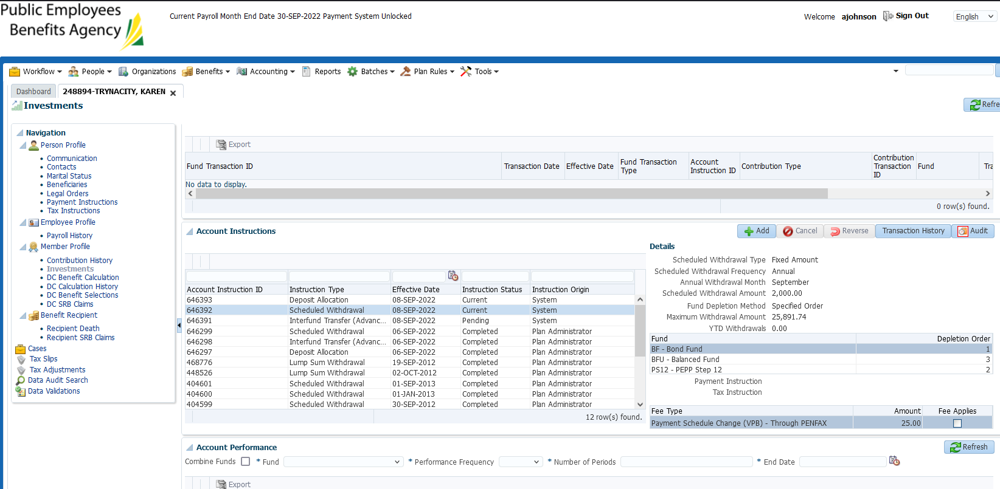 Public Employees
Benefits Agency
Current Payroll Month End Date 30-SEP-2022 Payment System Unlocked
Welcome ajohnson Sign Out English
Workflow People Organizations Benefits Accounting Reports Batches Plan Rules Tools
Dashboard 248894-TRYNACITY, KAREN
Investments
Refre
Navigation
Person Profile
Communication
Contacts
Marital Status
Beneficiaries
Legal Orders
Payment Instructions
Tax Instructions
Employee Profile
Payroll History
Member Profile
Contribution History
Investments
DC Benefit Calculation
DC Calculation History
DC Benefit Selections
DC SRB Claims
Benefit Recipient
Recipient Death
Recipient SRB Claims
Cases
Tax Slips
Tax Adjustments
Data Audit Search
Data Validations
Export
Fund Transaction ID Transaction Date Effective Date Fund Transaction Type Account Instruction ID Contribution Type Contribution Transaction ID Fund Tra
No data to display.
0 row(s) found.
Account Instructions
Add Cancel Reverse Transaction History Audit
Account Instruction ID Instruction Type Effective Date Instruction Status Instruction Origin
646393 Deposit Allocation 08-SEP-2022 Current System
646392 Scheduled Withdrawal 08-SEP-2022 Current System
646391 Interfund Transfer (Advanc... 08-SEP-2022 Pending System
646299 Scheduled Withdrawal 06-SEP-2022 Completed Plan Administrator
646298 Interfund Transfer (Advanc... 06-SEP-2022 Completed Plan Administrator
646297 Deposit Allocation 06-SEP-2022 Completed Plan Administrator
468776 Lump Sum Withdrawal 19-SEP-2012 Completed Plan Administrator
448526 Lump Sum Withdrawal 02-OCT-2012 Completed Plan Administrator
404601 Scheduled Withdrawal 01-SEP-2013 Completed Plan Administrator
404600 Scheduled Withdrawal 01-JAN-2013 Completed Plan Administrator
404599 Scheduled Withdrawal 30-SEP-2012 Completed Plan Administrator
12 row(s) found.
Details
Scheduled Withdrawal Type Fixed Amount
Scheduled Withdrawal Frequency Annual
Annual Withdrawal Month September
Scheduled Withdrawal Amount 2,000.00
Fund Depletion Method Specified Order
Maximum Withdrawal Amount 25,891.74
YTD Withdrawals 0.00
Fund Depletion Order
BF - Bond Fund 1
BFU - Balanced Fund 3
PS12 - PEPP Step 12 2
Payment Instruction
Tax Instruction
Fee Type Amount Fee Applies
Payment Schedule Change (VPB) - Through PENFAX 25.00
Account Performance
Refresh
Combine Funds * Fund * Performance Frequency * Number of Periods * End Date
Export